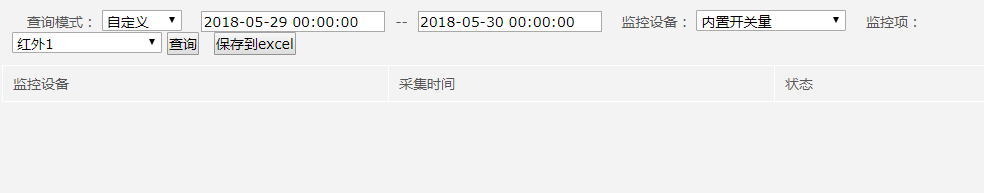 查询模式： 自定义 2018-05-29 00:00:00 -- 2018-05-30 00:00:00 监控设备： 内置开关量 监控项：
红外1 查询 保存到excel
监控设备 采集时间 状态